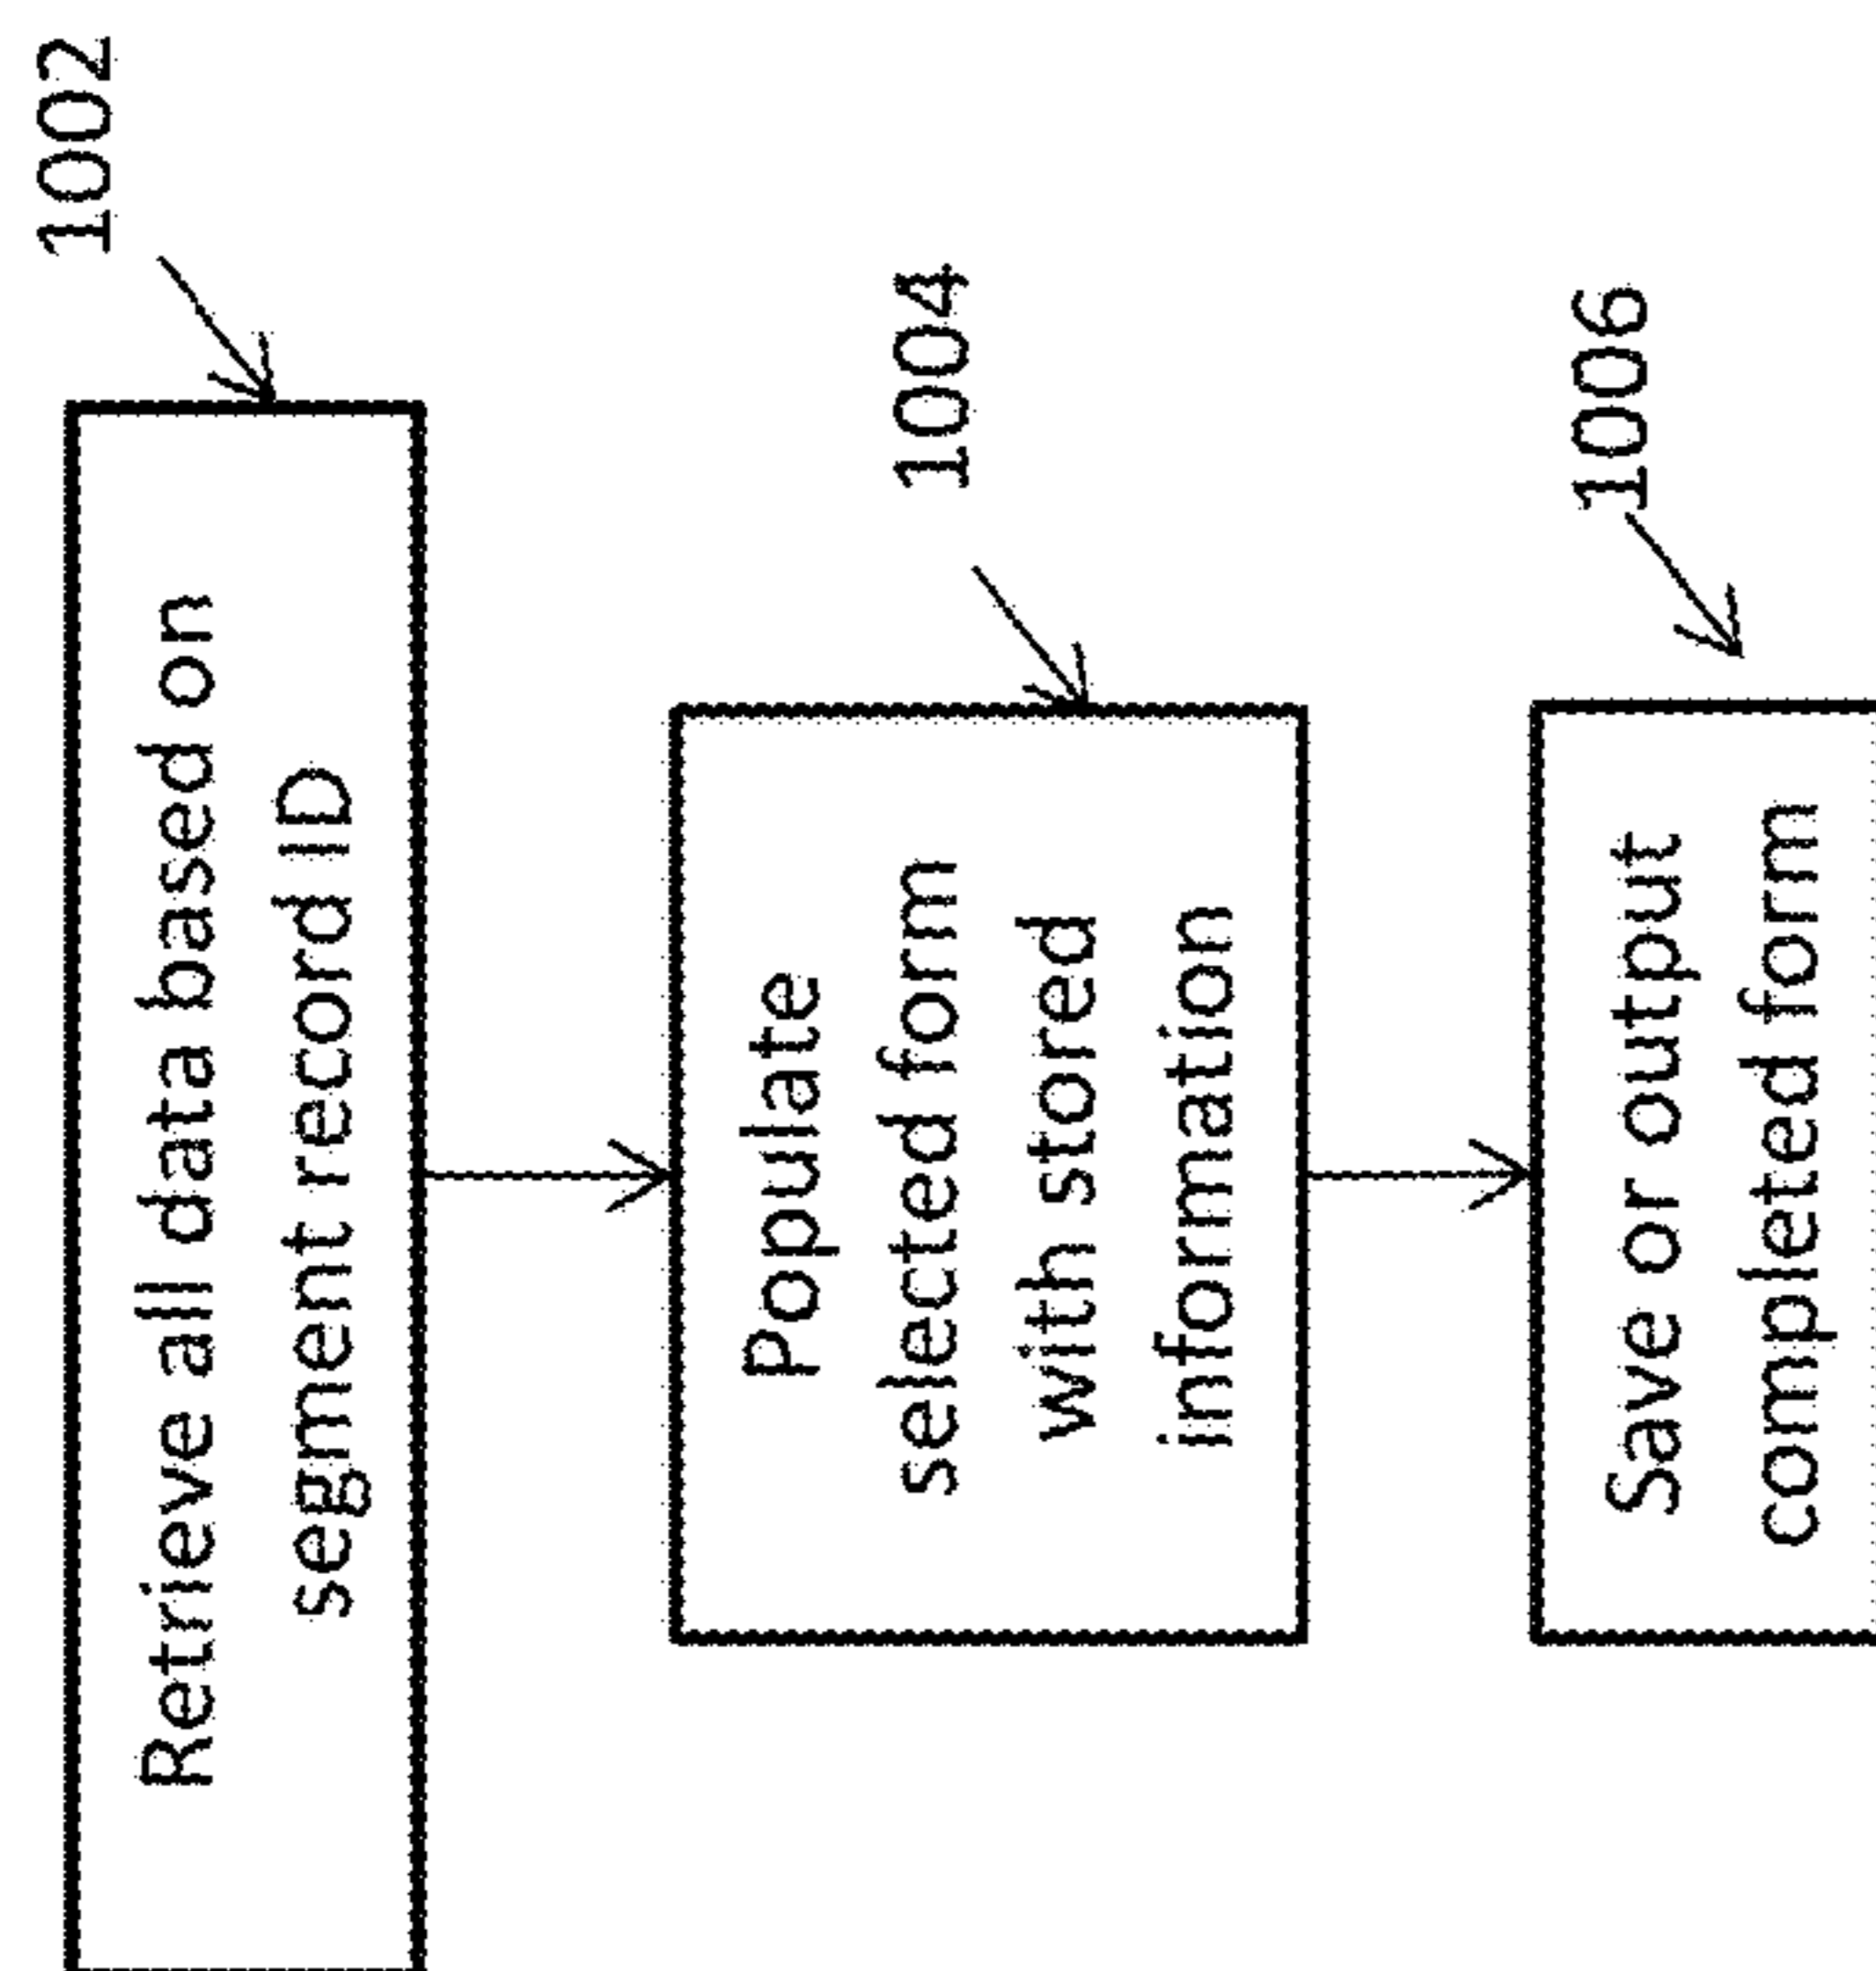 1002
Retrieve all data based on
segment record ID
1004
Populate
selected form
with stored
information
1006
Save or output
completed form